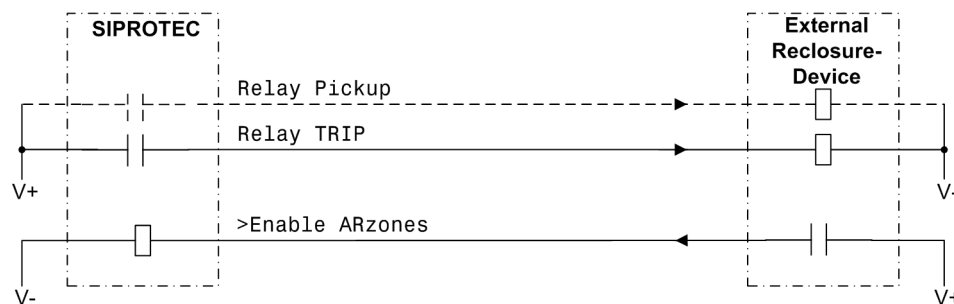 SIPROTEC
External
Reclosure-
Device
Relay Pickup
Relay TRIP
V+
V-
>Enable ARzones
V-
V+